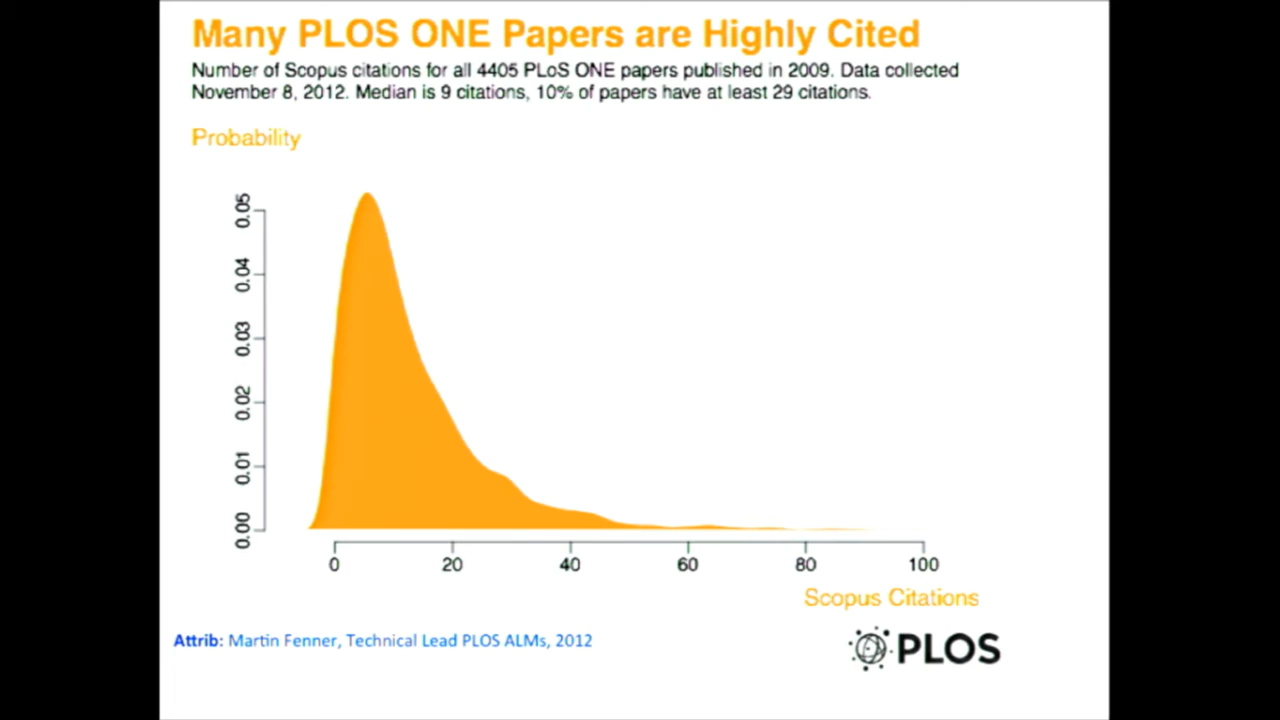 Many PLOS ONE Papers are Highly Cited
Number of Scopus citations for all 4405 PLoS ONE papers published in 2009. Data collected
November 8, 2012. Median is 9 citations, 10% of papers have at least 29 citations.
Probability
0.05
0.04
0.03
0.02
0.01
0.00
0 20 40 60 80 100
Scopus Citations
Attrib: Martin Fenner, Technical Lead PLOS ALMs, 2012
PLOS